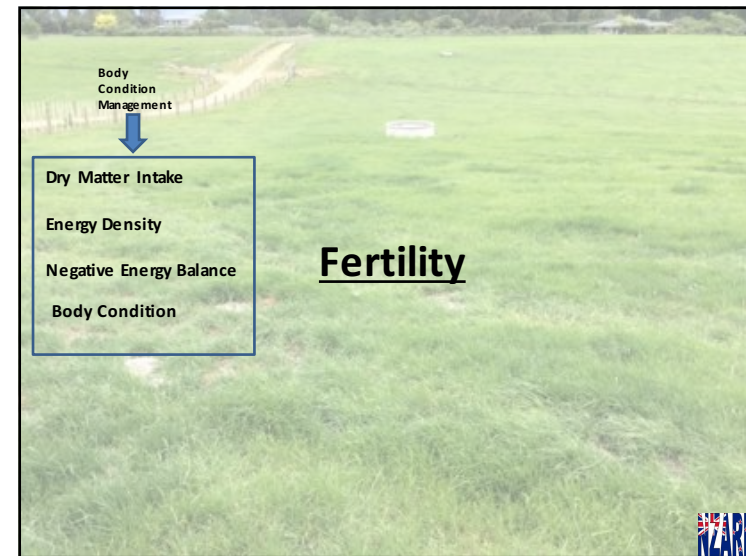 Body
Condition
Management
Dry Matter Intake
Energy Density
Negative Energy Balance
Body Condition
Fertility